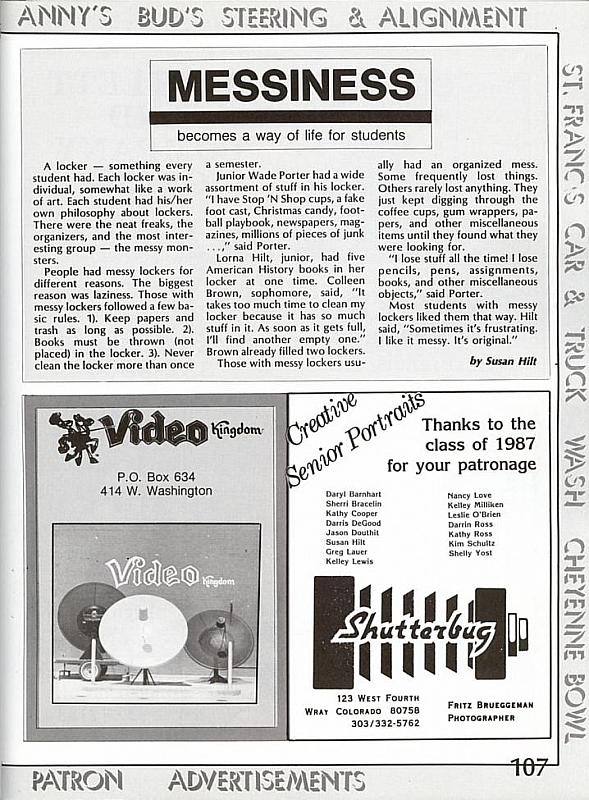 ANNY'S BUD'S STEERING & ALIGNMENT
MESSINESS
becomes a way of life for students
A locker — something every
student had. Each locker was in-
dividual, somewhat like a work
of art. Each student had his/her
own philosophy about lockers.
There were the neat freaks, the
organizers, and the most inter-
esting group — the messy mon-
sters.
People had messy lockers for
different reasons. The biggest
reason was laziness. Those with
messy lockers followed a few ba-
sic rules. 1). Keep papers and
trash as long as possible. 2).
Books must be thrown (not
placed) in the locker. 3). Never
clean the locker more than once
a semester.
Junior Wade Porter had a wide
assortment of stuff in his locker.
"I have Stop 'N Shop cups, a fake
foot cast, Christmas candy, foot-
ball playbook, newspapers, mag-
azines, millions of pieces of junk
. . .," said Porter.
Lorna Hilt, junior, had five
American History books in her
locker at one time. Colleen
Brown, sophomore, said, "It
takes too much time to clean my
locker because it has so much
stuff in it. As soon as it gets full,
I'll find another empty one."
Brown already filled two lockers.
Those with messy lockers usu-
ally had an organized mess.
Some frequently lost things.
Others rarely lost anything. They
just kept digging through the
coffee cups, gum wrappers, pa-
pers, and other miscellaneous
items until they found what they
were looking for.
"I lose stuff all the time! I lose
pencils, pens, assignments,
books, and other miscellaneous
objects," said Porter.
Most students with messy
lockers liked them that way. Hilt
said, "Sometimes it's frustrating.
I like it messy. It's original."
by Susan Hilt
Video Kingdom
P.O. Box 634
414 W. Washington
Video Kingdom
Creative
Senior Portraits
Thanks to the
class of 1987
for your patronage
Daryl Barnhart
Sherri Bracelin
Kathy Cooper
Darris DeGood
Jason Douthit
Susan Hilt
Greg Lauer
Kelley Lewis
Nancy Love
Kelley Milliken
Leslie O'Brien
Darrin Ross
Kathy Ross
Kim Schultz
Shelly Yost
Shutterbug
123 WEST FOURTH
WRAY COLORADO 80758
303/332-5762
FRITZ BRUEGGEMAN
PHOTOGRAPHER
ST. FRANCIS CAR & TRUCK WASH CHEYENNE BOWL
107
PATRON ADVERTISEMENTS